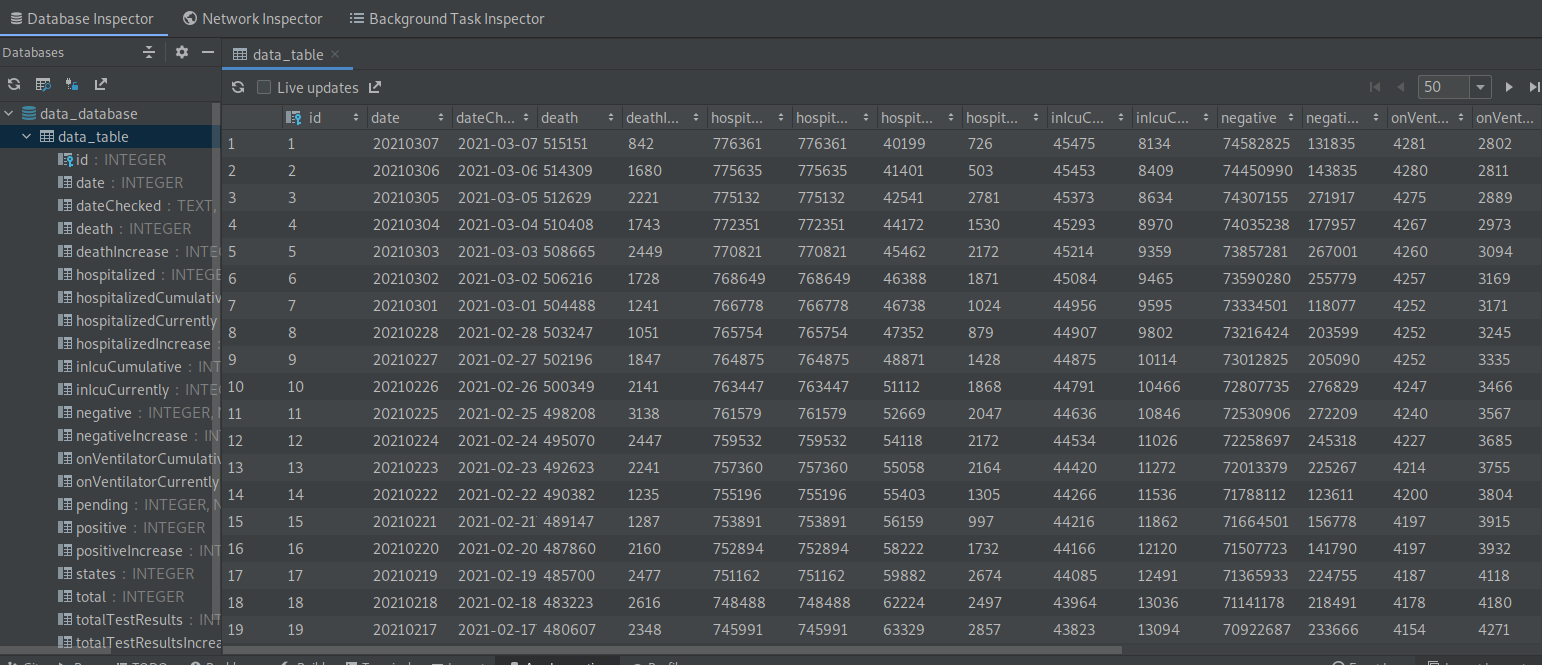 Database Inspector Network Inspector Background Task Inspector
Databases
data_table
Live updates
50
data_database
data_table
id : INTEGER
date : INTEGER
dateChecked : TEXT,
death : INTEGER
deathIncrease : INTE
hospitalized : INTEGE
hospitalizedCumulativ
hospitalizedCurrently
hospitalizedIncrease :
inIcuCumulative : INT
inIcuCurrently : INTE
negative : INTEGER, N
negativeIncrease : IN
onVentilatorCumulativ
onVentilatorCurrently
pending : INTEGER, N
positive : INTEGER
positiveIncrease : INT
states : INTEGER
total : INTEGER
totalTestResults : INT
totalTestResultsIncrea
id date dateCh... death deathI... hospit... hospit... hospit... hospit... inIcuC... inIcuC... negative negati... onVent... onVent...
1 1 20210307 2021-03-07 515151 842 776361 776361 40199 726 45475 8134 74582825 131835 4281 2802
2 2 20210306 2021-03-06 514309 1680 775635 775635 41401 503 45453 8409 74450990 143835 4280 2811
3 3 20210305 2021-03-05 512629 2221 775132 775132 42541 2781 45373 8634 74307155 271917 4275 2889
4 4 20210304 2021-03-04 510408 1743 772351 772351 44172 1530 45293 8970 74035238 177957 4267 2973
5 5 20210303 2021-03-03 508665 2449 770821 770821 45462 2172 45214 9359 73857281 267001 4260 3094
6 6 20210302 2021-03-02 506216 1728 768649 768649 46388 1871 45084 9465 73590280 255779 4257 3169
7 7 20210301 2021-03-01 504488 1241 766778 766778 46738 1024 44956 9595 73334501 118077 4252 3171
8 8 20210228 2021-02-28 503247 1051 765754 765754 47352 879 44907 9802 73216424 203599 4252 3245
9 9 20210227 2021-02-27 502196 1847 764875 764875 48871 1428 44875 10114 73012825 205090 4252 3335
10 10 20210226 2021-02-26 500349 2141 763447 763447 51112 1868 44791 10466 72807735 276829 4247 3466
11 11 20210225 2021-02-25 498208 3138 761579 761579 52669 2047 44636 10846 72530906 272209 4240 3567
12 12 20210224 2021-02-24 495070 2447 759532 759532 54118 2172 44534 11026 72258697 245318 4227 3685
13 13 20210223 2021-02-23 492623 2241 757360 757360 55058 2164 44420 11272 72013379 225267 4214 3755
14 14 20210222 2021-02-22 490382 1235 755196 755196 55403 1305 44266 11536 71788112 123611 4200 3804
15 15 20210221 2021-02-21 489147 1287 753891 753891 56159 997 44216 11862 71664501 156778 4197 3915
16 16 20210220 2021-02-20 487860 2160 752894 752894 58222 1732 44166 12120 71507723 141790 4197 3932
17 17 20210219 2021-02-19 485700 2477 751162 751162 59882 2674 44085 12491 71365933 224755 4187 4118
18 18 20210218 2021-02-18 483223 2616 748488 748488 62224 2497 43964 13036 71141178 218491 4178 4180
19 19 20210217 2021-02-17 480607 2348 745991 745991 63329 2857 43823 13094 70922687 233666 4154 4271